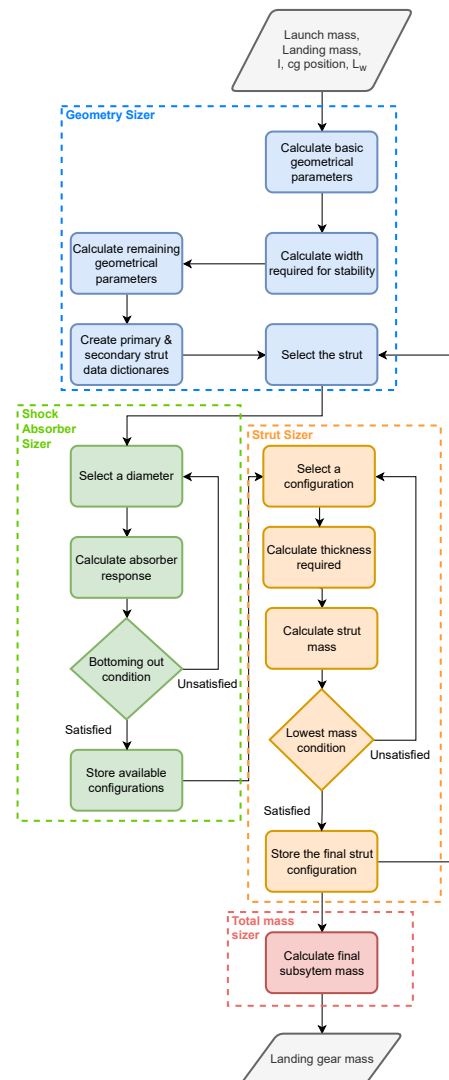 Launch mass,
Landing mass,
I, cg position, Lw
Geometry Sizer
Calculate basic
geometrical
parameters
Calculate remaining
geometrical
parameters
Calculate width
required for stability
Create primary &
secondary strut
data dictionares
Select the strut
Shock
Absorber
Sizer
Select a diameter
Calculate absorber
response
Bottoming out
condition
Unsatisfied
Satisfied
Store available
configurations
Strut Sizer
Select a
configuration
Calculate thickness
required
Calculate strut
mass
Lowest mass
condition
Unsatisfied
Satisfied
Store the final strut
configuration
Total mass
sizer
Calculate final
subsytem mass
Landing gear mass